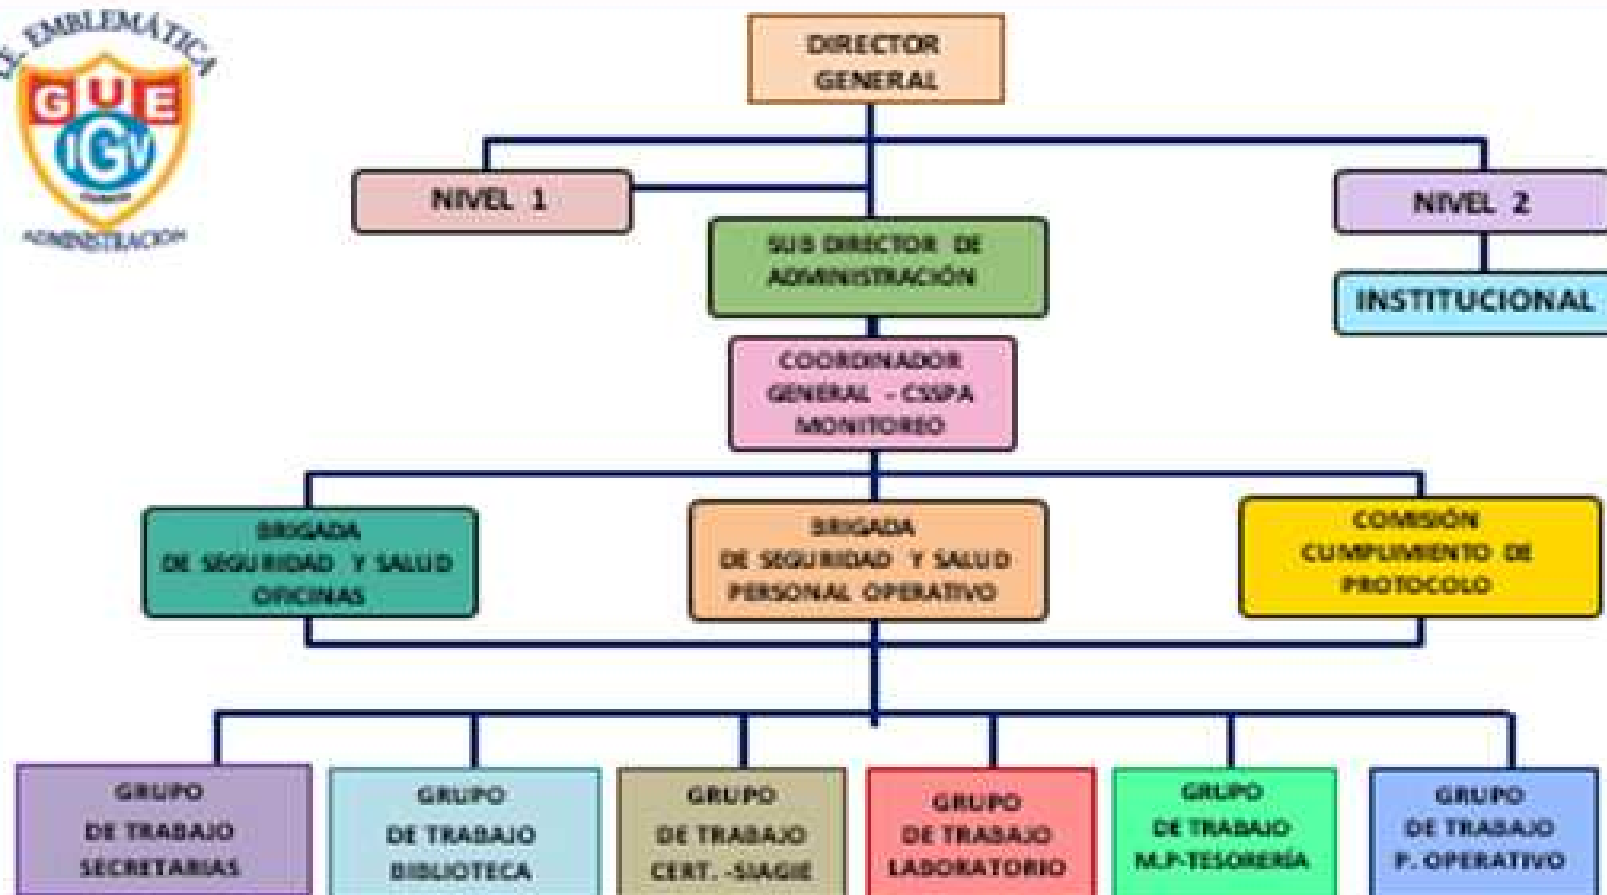 I.E. EMBLEMÁTICA
GUE
IGV
ADMINISTRACION
DIRECTOR
GENERAL
NIVEL 1
NIVEL 2
SUB DIRECTOR DE
ADMINISTRACIÓN
INSTITUCIONAL
COORDINADOR
GENERAL - CSSPA
MONITOREO
BRIGADA
DE SEGURIDAD Y SALUD
OFICINAS
BRIGADA
DE SEGURIDAD Y SALUD
PERSONAL OPERATIVO
COMISIÓN
CUMPLIMIENTO DE
PROTOCOLO
GRUPO
DE TRABAJO
SECRETARIAS
GRUPO
DE TRABAJO
BIBLIOTECA
GRUPO
DE TRABAJO
CERT. -SIAGIE
GRUPO
DE TRABAJO
LABORATORIO
GRUPO
DE TRABAJO
M.P-TESORERÍA
GRUPO
DE TRABAJO
P. OPERATIVO